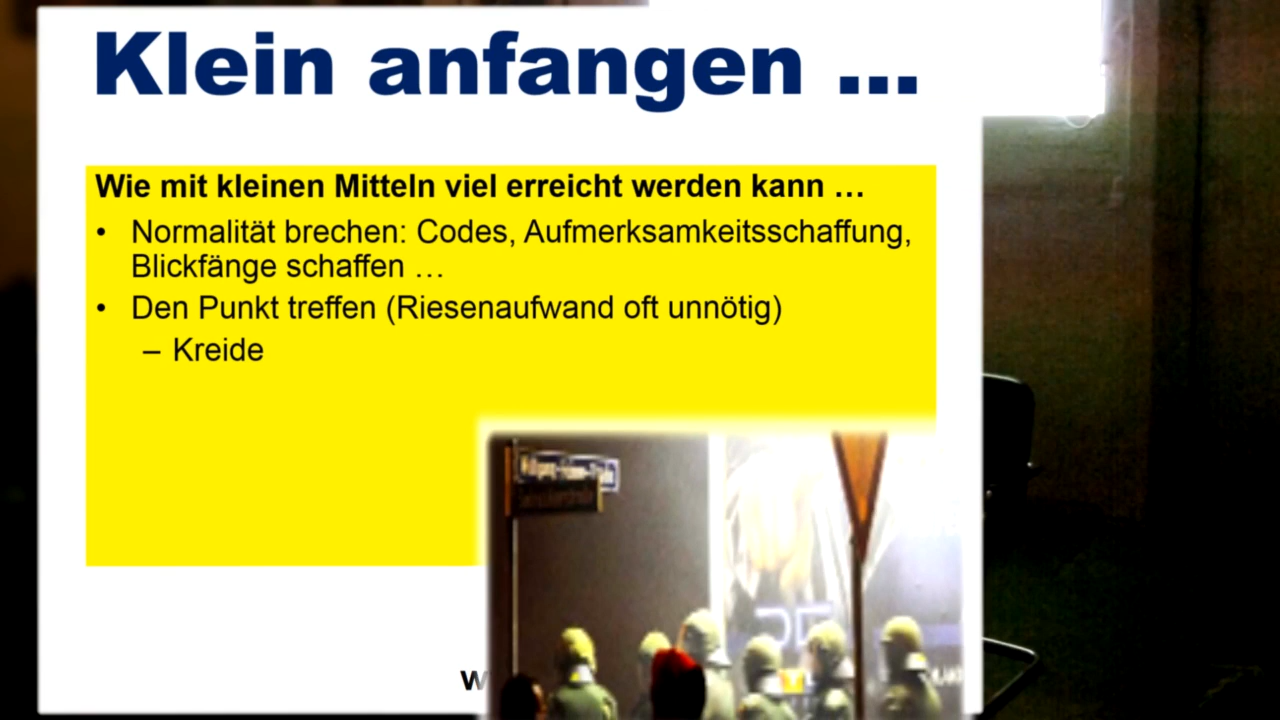 Klein anfangen ...
Wie mit kleinen Mitteln viel erreicht werden kann …
• Normalität brechen: Codes, Aufmerksamkeitsschaffung,
Blickfänge schaffen …
• Den Punkt treffen (Riesenaufwand oft unnötig)
– Kreide